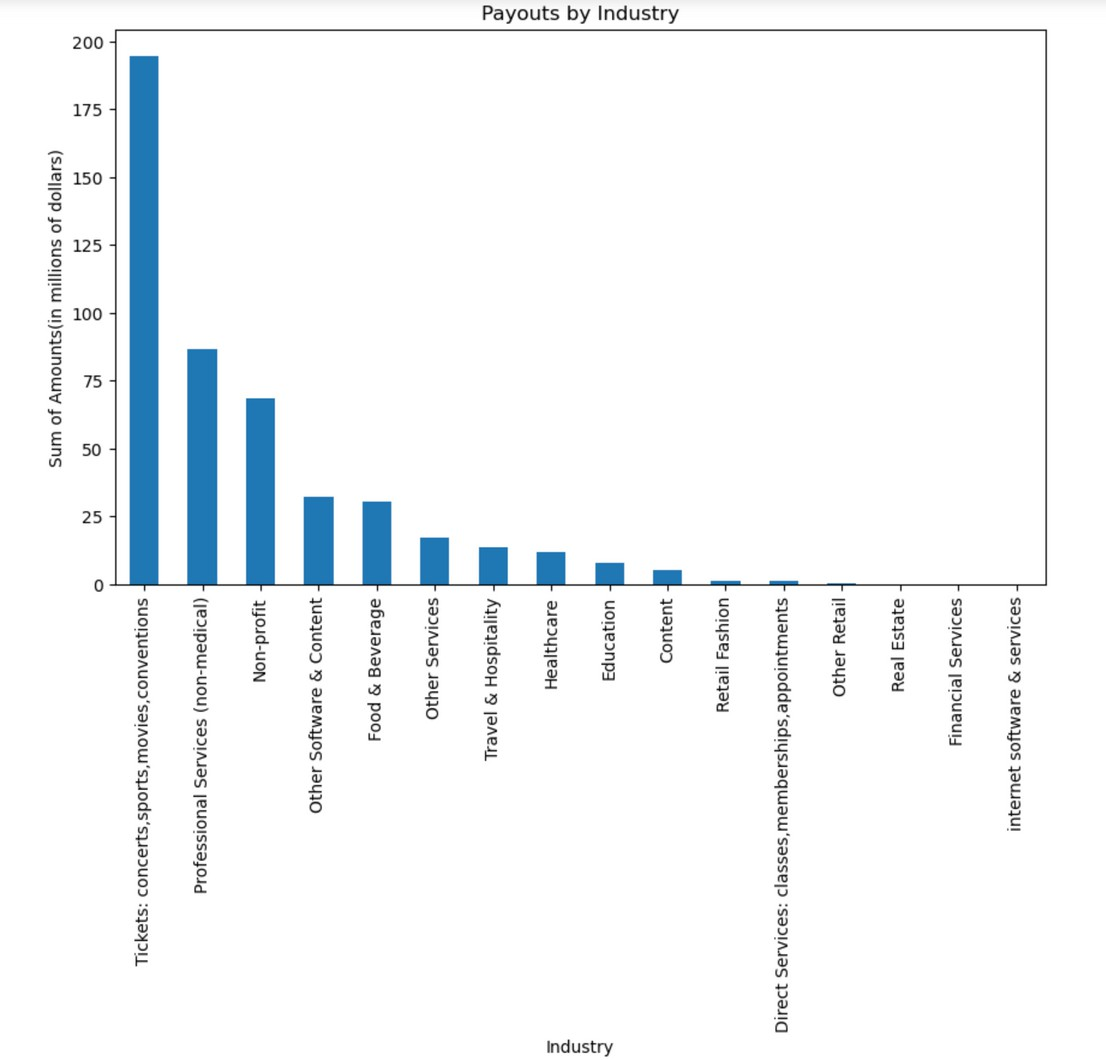 Payouts by Industry
Sum of Amounts(in millions of dollars)
200
175
150
125
100
75
50
25
0
Tickets: concerts,sports,movies,conventions
Professional Services (non-medical)
Non-profit
Other Software & Content
Food & Beverage
Other Services
Travel & Hospitality
Healthcare
Education
Content
Retail Fashion
Direct Services: classes,memberships,appointments
Other Retail
Real Estate
Financial Services
internet software & services
Industry